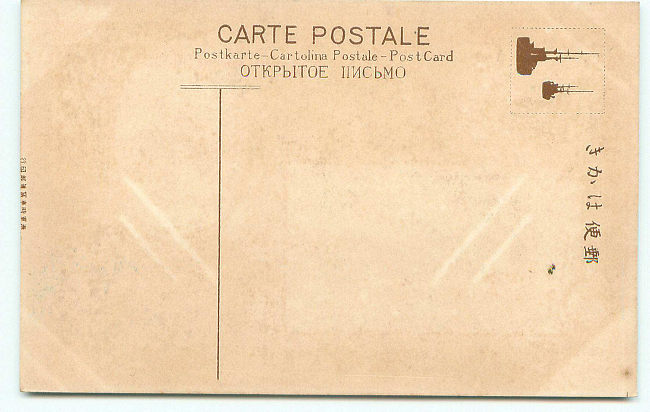 CARTE POSTALE
Postkarte–Cartolina Postale–Post Card
ОТКРЫТОЕ ПИСЬМО
郵便はかき